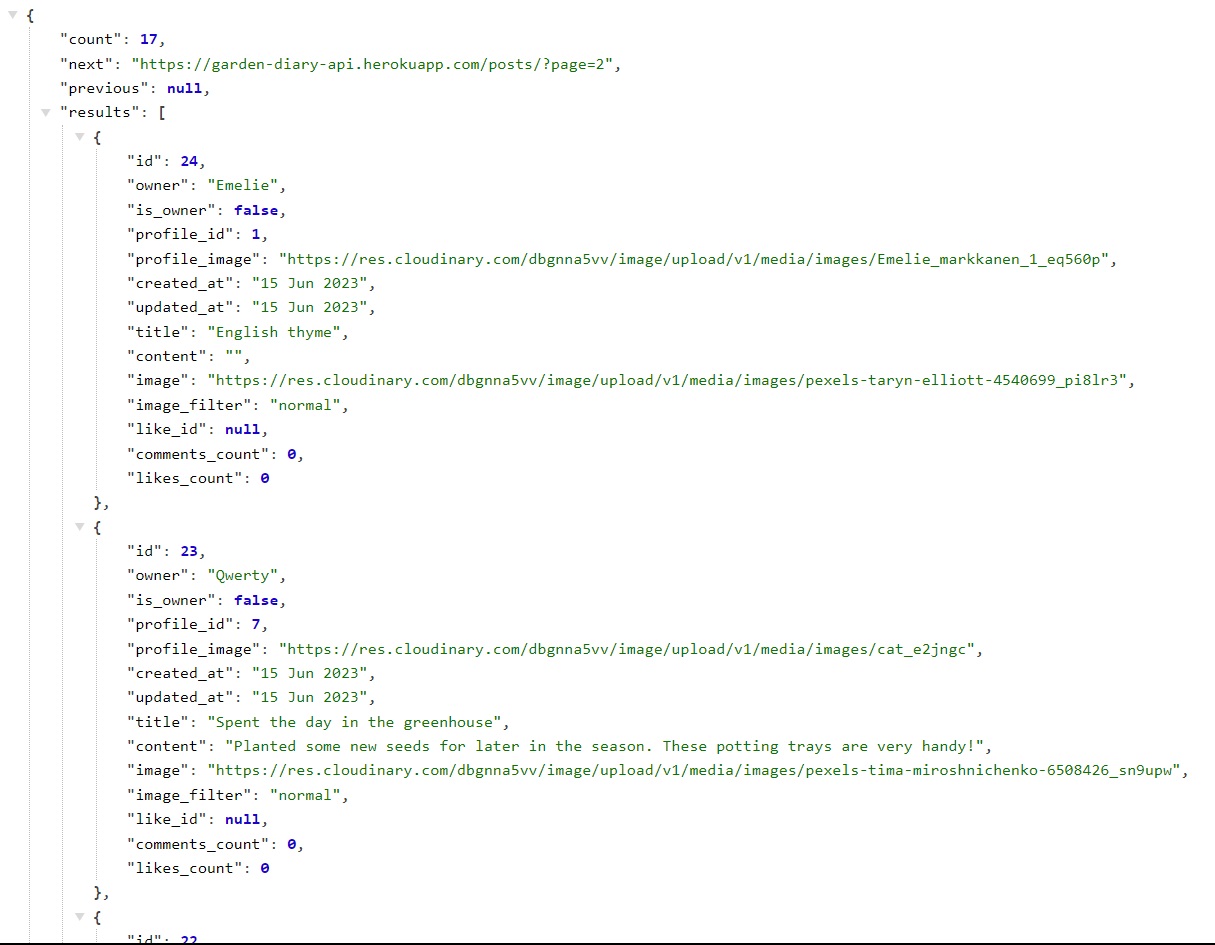 {
"count": 17,
"next": "https://garden-diary-api.herokuapp.com/posts/?page=2",
"previous": null,
"results": [
{
"id": 24,
"owner": "Emelie",
"is_owner": false,
"profile_id": 1,
"profile_image": "https://res.cloudinary.com/dbgnna5vv/image/upload/v1/media/images/Emelie_markkanen_1_eq560p",
"created_at": "15 Jun 2023",
"updated_at": "15 Jun 2023",
"title": "English thyme",
"content": "",
"image": "https://res.cloudinary.com/dbgnna5vv/image/upload/v1/media/images/pexels-taryn-elliott-4540699_pi8lr3",
"image_filter": "normal",
"like_id": null,
"comments_count": 0,
"likes_count": 0
},
{
"id": 23,
"owner": "Qwerty",
"is_owner": false,
"profile_id": 7,
"profile_image": "https://res.cloudinary.com/dbgnna5vv/image/upload/v1/media/images/cat_e2jngc",
"created_at": "15 Jun 2023",
"updated_at": "15 Jun 2023",
"title": "Spent the day in the greenhouse",
"content": "Planted some new seeds for later in the season. These potting trays are very handy!",
"image": "https://res.cloudinary.com/dbgnna5vv/image/upload/v1/media/images/pexels-tima-miroshnichenko-6508426_sn9upw",
"image_filter": "normal",
"like_id": null,
"comments_count": 0,
"likes_count": 0
},
{
"id": 22